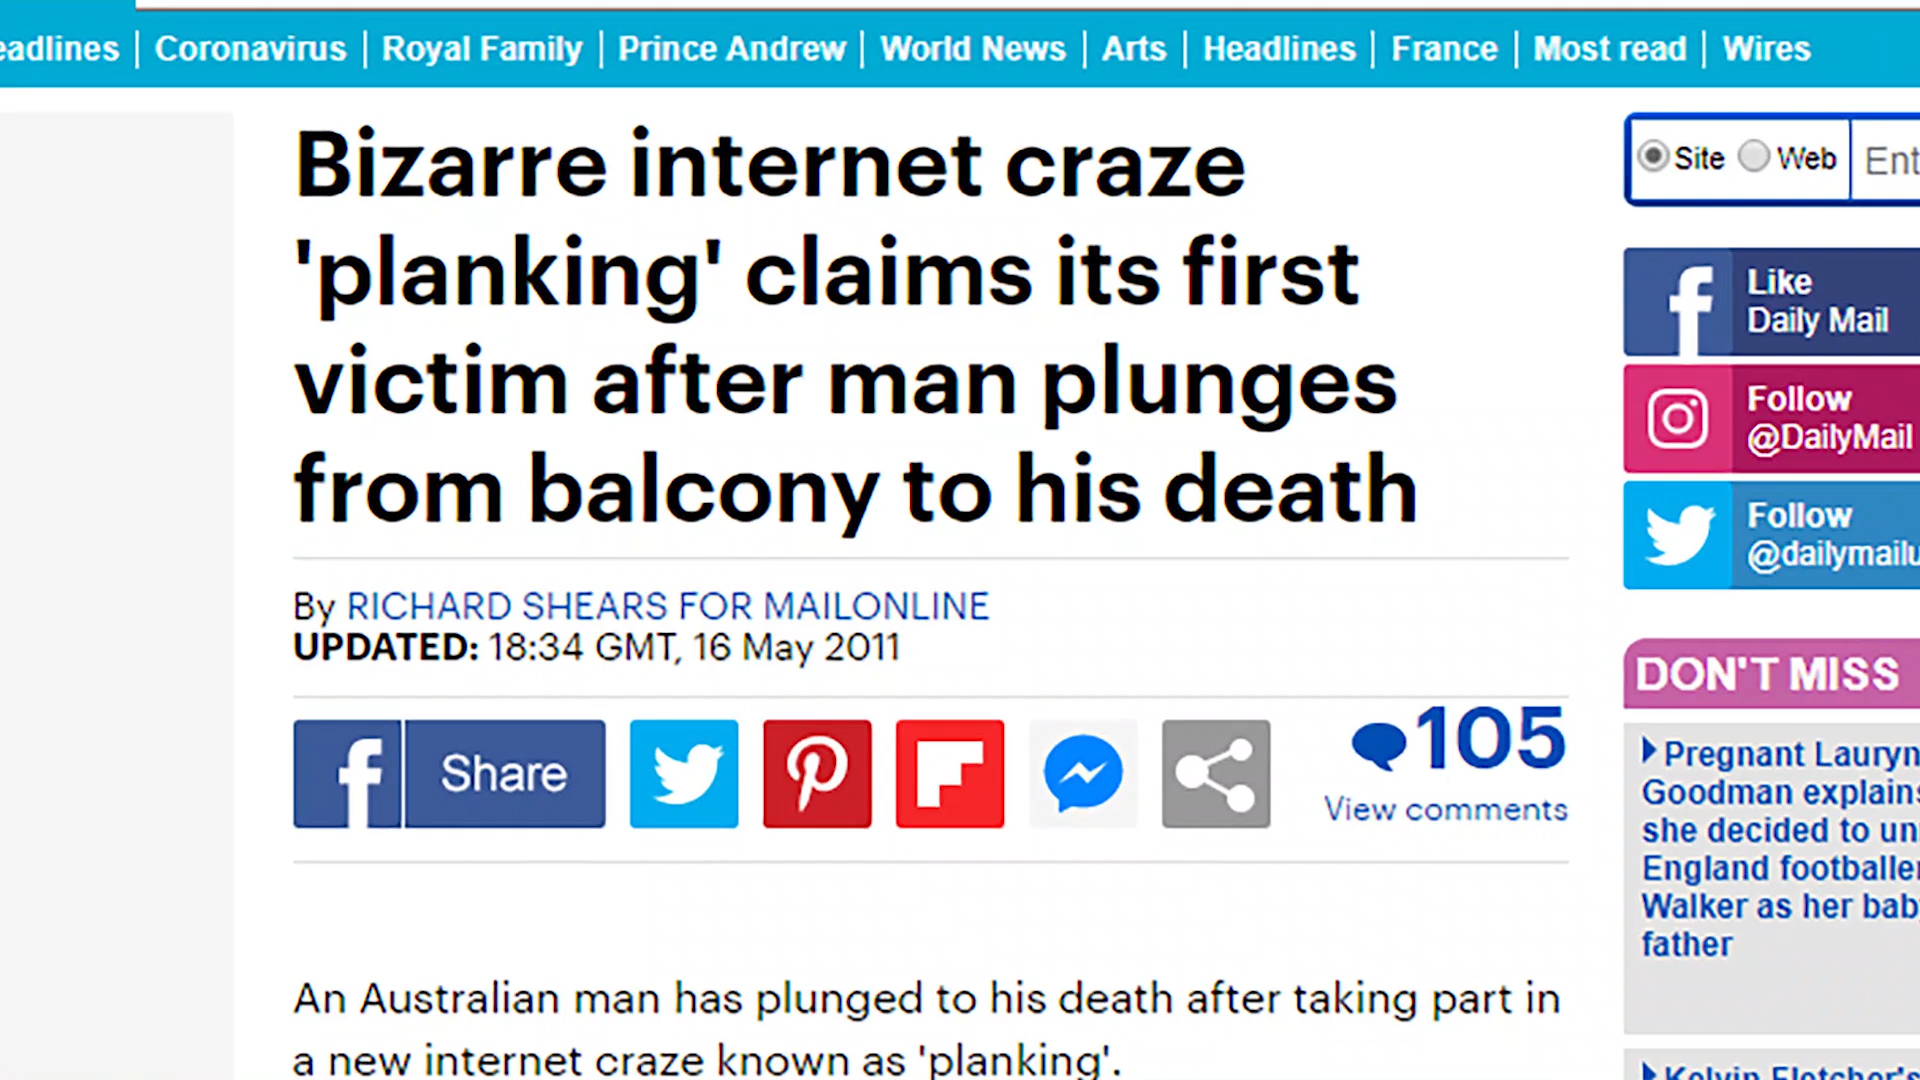 eadlines | Coronavirus | Royal Family | Prince Andrew | World News | Arts | Headlines | France | Most read | Wires
Bizarre internet craze
'planking' claims its first
victim after man plunges
from balcony to his death
By RICHARD SHEARS FOR MAILONLINE
UPDATED: 18:34 GMT, 16 May 2011
Share
105
View comments
An Australian man has plunged to his death after taking part in
a new internet craze known as 'planking'.
Site Web Ent
Like
Daily Mail
Follow
@DailyMail
Follow
@dailymailu
DON'T MISS
Pregnant Lauryn
Goodman explains
she decided to un
England footballer
Walker as her bab
father
Kelvin Fletcher's